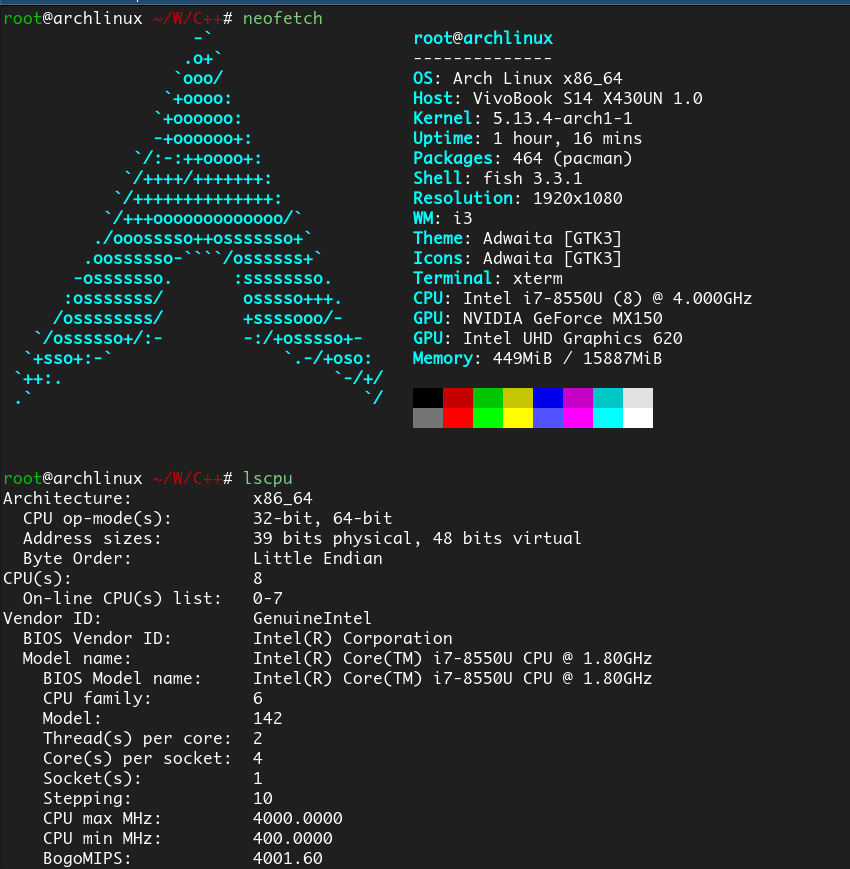 root@archlinux ~/W/C++# neofetch
-`
.o+`
`ooo/
`+oooo:
`+oooooo:
-+oooooo+:
`/:-:++oooo+:
`/++++/+++++++:
`/++++++++++++++:
`/+++ooooooooooooo/`
./ooosssso++osssssso+`
.oossssso-````/ossssss+`
-osssssso.      :ssssssso.
:osssssss/        osssso+++.
/ossssssss/        +ssssooo/-
`/ossssso+/:-        -:/+osssso+-
`+sso+:-`                 `.-/+oso:
`++:.                           `-/+/
.`                                 `/
root@archlinux
--------------
OS: Arch Linux x86_64
Host: VivoBook S14 X430UN 1.0
Kernel: 5.13.4-arch1-1
Uptime: 1 hour, 16 mins
Packages: 464 (pacman)
Shell: fish 3.3.1
Resolution: 1920x1080
WM: i3
Theme: Adwaita [GTK3]
Icons: Adwaita [GTK3]
Terminal: xterm
CPU: Intel i7-8550U (8) @ 4.000GHz
GPU: NVIDIA GeForce MX150
GPU: Intel UHD Graphics 620
Memory: 449MiB / 15887MiB
root@archlinux ~/W/C++# lscpu
Architecture:            x86_64
  CPU op-mode(s):        32-bit, 64-bit
  Address sizes:         39 bits physical, 48 bits virtual
  Byte Order:            Little Endian
CPU(s):                  8
  On-line CPU(s) list:   0-7
Vendor ID:               GenuineIntel
  BIOS Vendor ID:        Intel(R) Corporation
  Model name:            Intel(R) Core(TM) i7-8550U CPU @ 1.80GHz
    BIOS Model name:     Intel(R) Core(TM) i7-8550U CPU @ 1.80GHz
    CPU family:          6
    Model:               142
    Thread(s) per core:  2
    Core(s) per socket:  4
    Socket(s):           1
    Stepping:            10
    CPU max MHz:         4000.0000
    CPU min MHz:         400.0000
    BogoMIPS:            4001.60